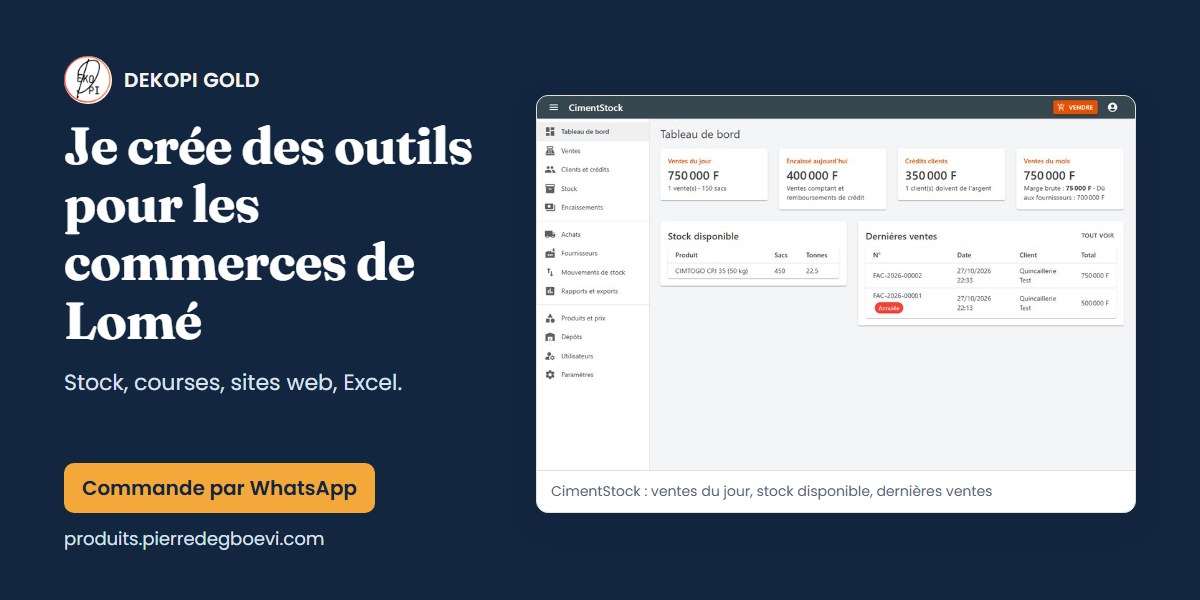 EKO
PI
DEKOPI GOLD
Je crée des outils
pour les
commerces de
Lomé
Stock, courses, sites web, Excel.
Commande par WhatsApp
produits.pierredegboevi.com
CimentStock
VENDRE
Tableau de bord
Ventes
Clients et crédits
Stock
Encaissements
Achats
Fournisseurs
Mouvements de stock
Rapports et exports
Produits et prix
Dépôts
Utilisateurs
Paramètres
Tableau de bord
Ventes du jour
750 000 F
1 vente(s) - 150 sacs
Encaissé aujourd'hui
400 000 F
Ventes comptant et
remboursements de crédit
Crédits clients
350 000 F
1 client(s) doivent de l'argent
Ventes du mois
750 000 F
Marge brute : 75 000 F - Dû
aux fournisseurs : 700 000 F
Stock disponible
Produit Sacs Tonnes
CIMTOGO CPJ 35 (50 kg) 450 22,5
Dernières ventes TOUT VOIR
N° Date Client Total
FAC-2026-00002 27/10/2026 22:33 Quincaillerie Test 750 000 F
FAC-2026-00001 Annulée 27/10/2026 22:13 Quincaillerie Test 500 000 F
CimentStock : ventes du jour, stock disponible, dernières ventes